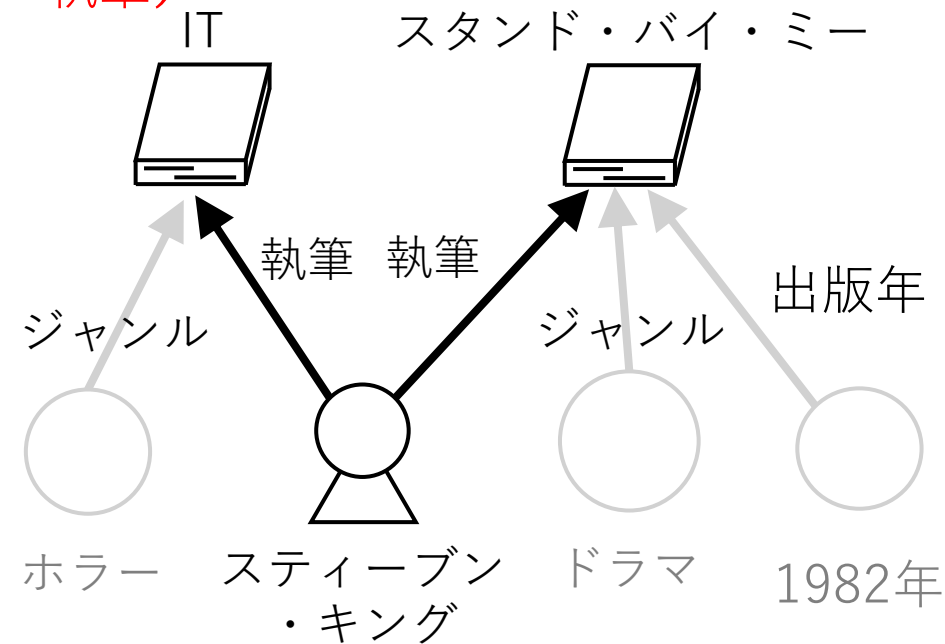 IT
スタンド・バイ・ミー
執筆
執筆
出版年
ジャンル
ジャンル
ホラー
スティーブン
・キング
ドラマ
1982年